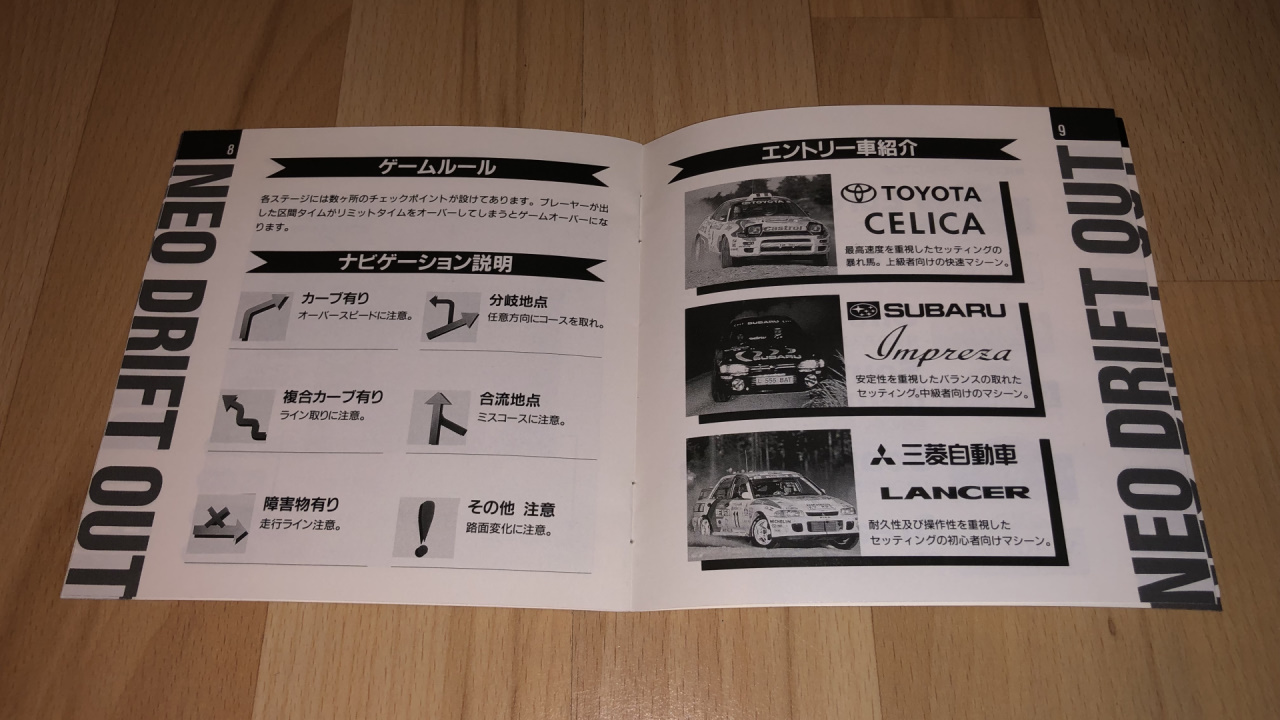 8
NEO DRIFT OUT
ゲームルール
各ステージには数ヶ所のチェックポイントが設けてあります。プレーヤーが出
した区間タイムがリミットタイムをオーバーしてしまうとゲームオーバーにな
ります。
ナビゲーション説明
カーブ有り
オーバースピードに注意。
分岐地点
任意方向にコースを取れ。
複合カーブ有り
ライン取りに注意。
合流地点
ミスコースに注意。
障害物有り
走行ライン注意。
その他 注意
路面変化に注意。
9
NEO DRIFT OUT
エントリー車紹介
Castrol
TOYOTA
CELICA
最高速度を重視したセッティングの
暴れ馬。上級者向けの快速マシーン。
SUBARU
SUBARU
L 555 BAT
SUBARU
Impreza
安定性を重視したバランスの取れた
セッティング。中級者向けのマシーン。
三菱自動車
LANCER
耐久性及び操作性を重視した
セッティングの初心者向けマシーン。